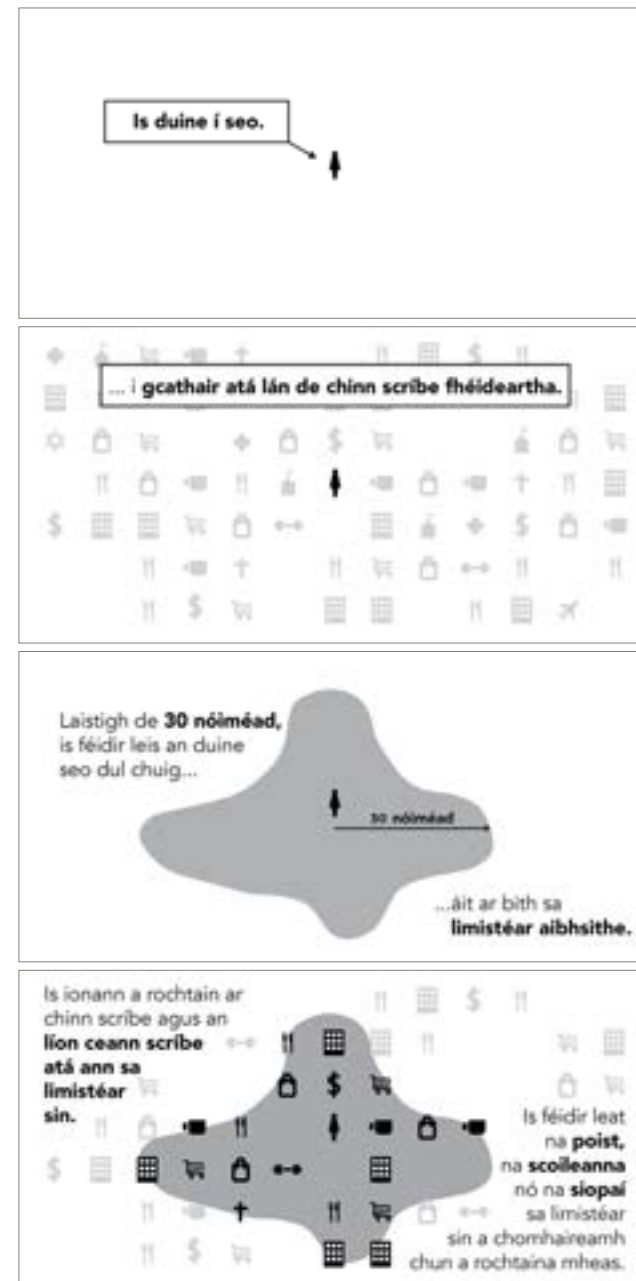 Is duine í seo.
... i gcathair atá lán de chinn scríbe fhéideartha.
Laistigh de 30 nóiméad,
is féidir leis an duine
seo dul chuig...
30 nóiméad
...áit ar bith sa
limistéar aibhsithe.
Is ionann a rochtain ar
chinn scríbe agus an
líon ceann scríbe
atá ann sa
limistéar
sin.
Is féidir leat
na poist,
na scoileanna
nó na siopaí
sa limistéar
sin a chomhaireamh
chun a rochtaina mheas.